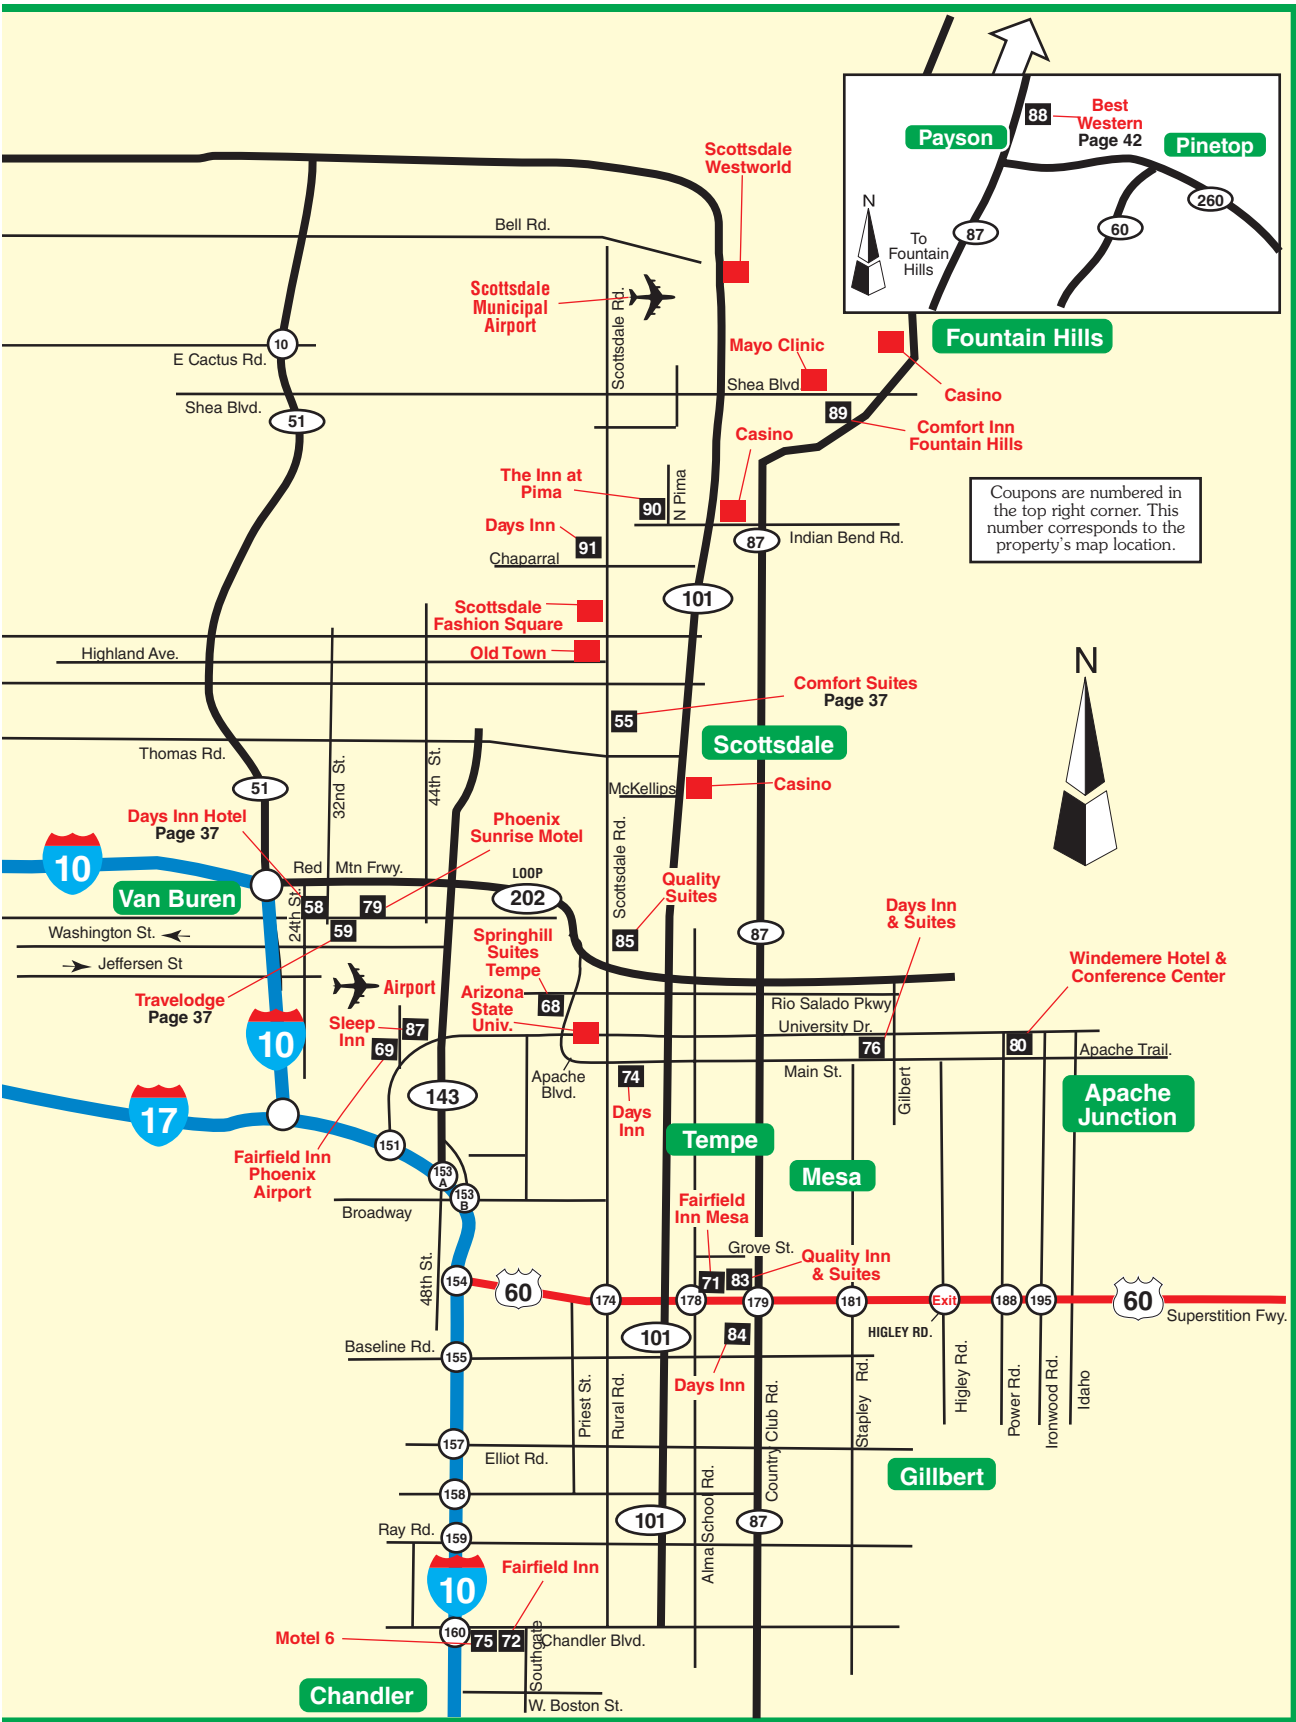 Best
Western
Page 42
88
Payson
Pinetop
260
60
87
N
To
Fountain
Hills
Scottsdale
Westworld
Bell Rd.
Scottsdale
Municipal
Airport
Scottsdale Rd.
Fountain Hills
10
E Cactus Rd.
Mayo Clinic
Shea Blvd.
Casino
Shea Blvd.
51
89
Comfort Inn
Fountain Hills
Casino
The Inn at
Pima
90
N Pima
Days Inn
91
Chaparral
87
Indian Bend Rd.
Coupons are numbered in
the top right corner. This
number corresponds to the
property's map location.
101
Scottsdale
Fashion Square
Highland Ave.
Old Town
N
Comfort Suites
Page 37
55
Scottsdale
Thomas Rd.
32nd St.
44th St.
51
McKellips
Casino
Days Inn Hotel
Page 37
Phoenix
Sunrise Motel
10
Red Mtn Frwy.
LOOP
202
Scottsdale Rd.
Quality
Suites
Van Buren
24th St.
58
79
59
85
87
Days Inn
& Suites
Washington St.
Springhill
Suites
Tempe
Windemere Hotel &
Conference Center
Jeffersen St
Airport
Travelodge
Page 37
Arizona
State
Univ.
68
Rio Salado Pkwy
University Dr.
Sleep
Inn
87
69
10
76
80
Apache Trail.
Apache
Blvd.
74
Main St.
Gilbert
143
Days
Inn
Apache
Junction
17
Tempe
151
Fairfield Inn
Phoenix
Airport
153
A
153
B
Mesa
Broadway
Fairfield
Inn Mesa
Grove St.
Quality Inn
& Suites
48th St.
71
83
154
60
174
178
179
181
Exit
188
195
60
Superstition Fwy.
HIGLEY RD.
101
84
Baseline Rd.
155
Days Inn
Priest St.
Rural Rd.
Country Club Rd.
Stapley Rd.
Higley Rd.
Power Rd.
Ironwood Rd.
Idaho
157
Elliot Rd.
Gillbert
158
Alma School Rd.
101
87
Ray Rd.
159
10
Fairfield Inn
160
Motel 6
75
72
Southgate
Chandler Blvd.
Chandler
W. Boston St.